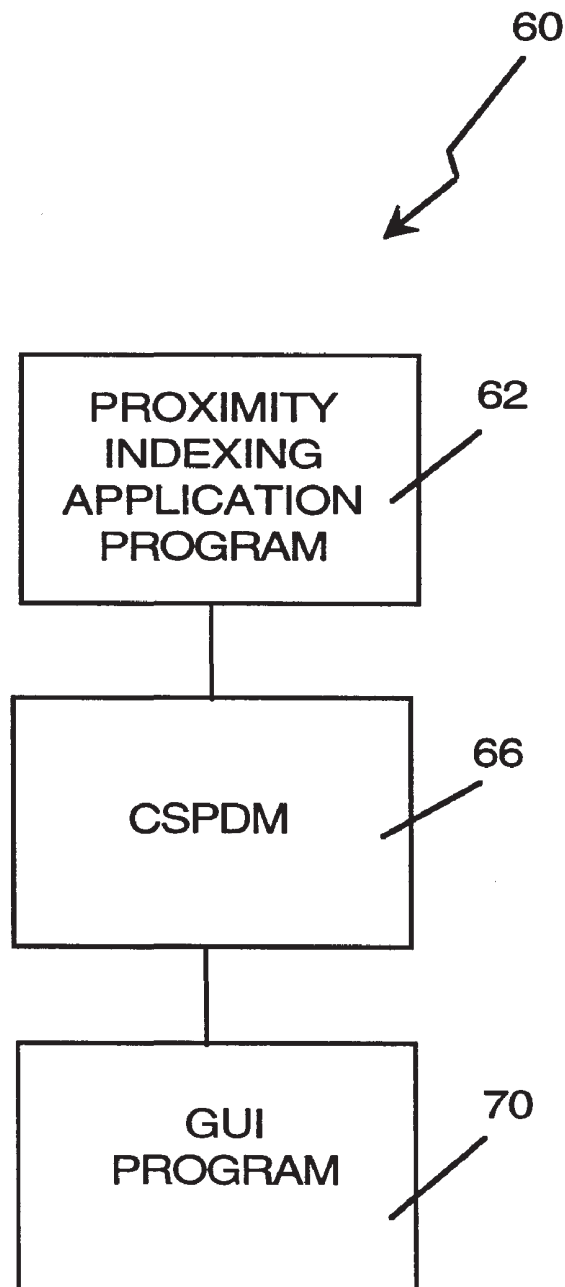 60
PROXIMITY
INDEXING
APPLICATION
PROGRAM
62
CSPDM
66
GUI
PROGRAM
70